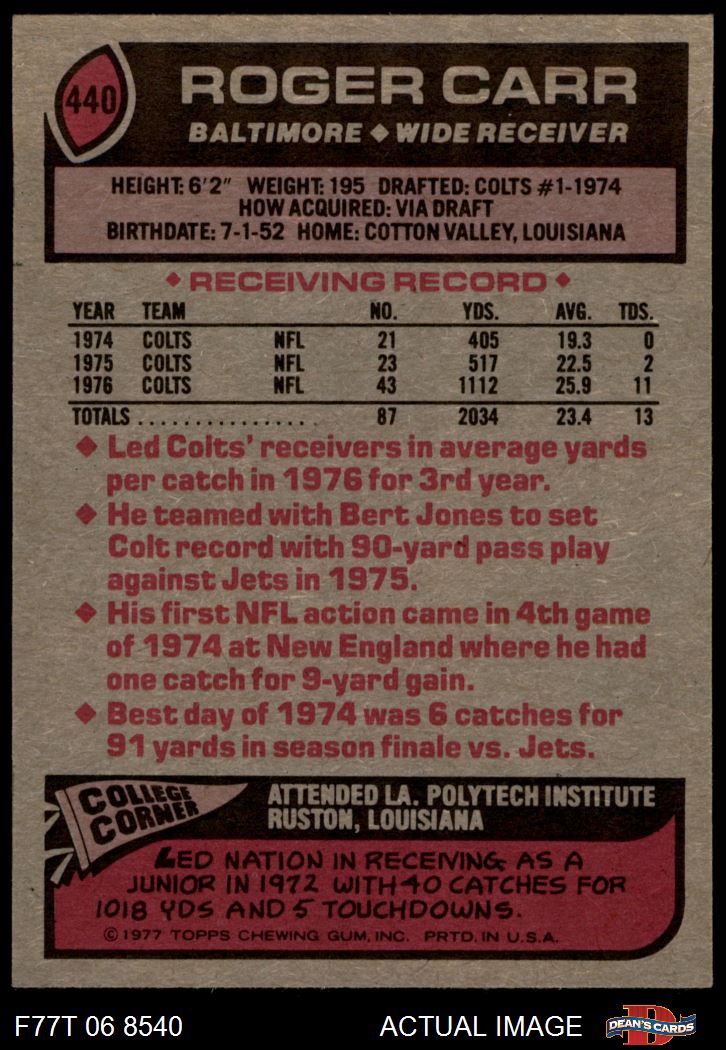 440
ROGER CARR
BALTIMORE ◆ WIDE RECEIVER
HEIGHT: 6'2" WEIGHT: 195 DRAFTED: COLTS #1-1974
HOW ACQUIRED: VIA DRAFT
BIRTHDATE: 7-1-52 HOME: COTTON VALLEY, LOUISIANA
◆ RECEIVING RECORD ◆
YEAR TEAM NO. YDS. AVG. TDS.
1974 COLTS NFL 21 405 19.3 0
1975 COLTS NFL 23 517 22.5 2
1976 COLTS NFL 43 1112 25.9 11
TOTALS ................ 87 2034 23.4 13
◆ Led Colts' receivers in average yards
per catch in 1976 for 3rd year.
◆ He teamed with Bert Jones to set
Colt record with 90-yard pass play
against Jets in 1975.
◆ His first NFL action came in 4th game
of 1974 at New England where he had
one catch for 9-yard gain.
◆ Best day of 1974 was 6 catches for
91 yards in season finale vs. Jets.
COLLEGE
CORNER
ATTENDED LA. POLYTECH INSTITUTE
RUSTON, LOUISIANA
LED NATION IN RECEIVING AS A
JUNIOR IN 1972 WITH 40 CATCHES FOR
1018 YDS AND 5 TOUCHDOWNS.
© 1977 TOPPS CHEWING GUM, INC. PRTD. IN U.S.A.
F77T 06 8540 ACTUAL IMAGE
D
DEAN'S CARDS